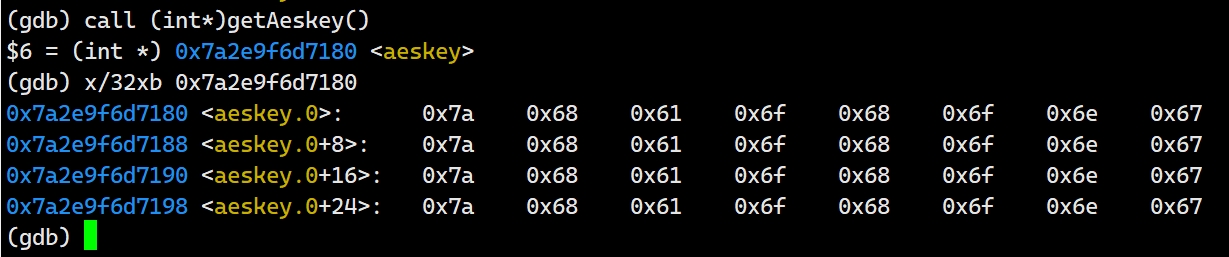 (gdb) call (int*)getAeskey()
$6 = (int *) 0x7a2e9f6d7180 <aeskey>
(gdb) x/32xb 0x7a2e9f6d7180
0x7a2e9f6d7180 <aeskey.0>: 0x7a 0x68 0x61 0x6f 0x68 0x6f 0x6e 0x67
0x7a2e9f6d7188 <aeskey.0+8>: 0x7a 0x68 0x61 0x6f 0x68 0x6f 0x6e 0x67
0x7a2e9f6d7190 <aeskey.0+16>: 0x7a 0x68 0x61 0x6f 0x68 0x6f 0x6e 0x67
0x7a2e9f6d7198 <aeskey.0+24>: 0x7a 0x68 0x61 0x6f 0x68 0x6f 0x6e 0x67
(gdb)